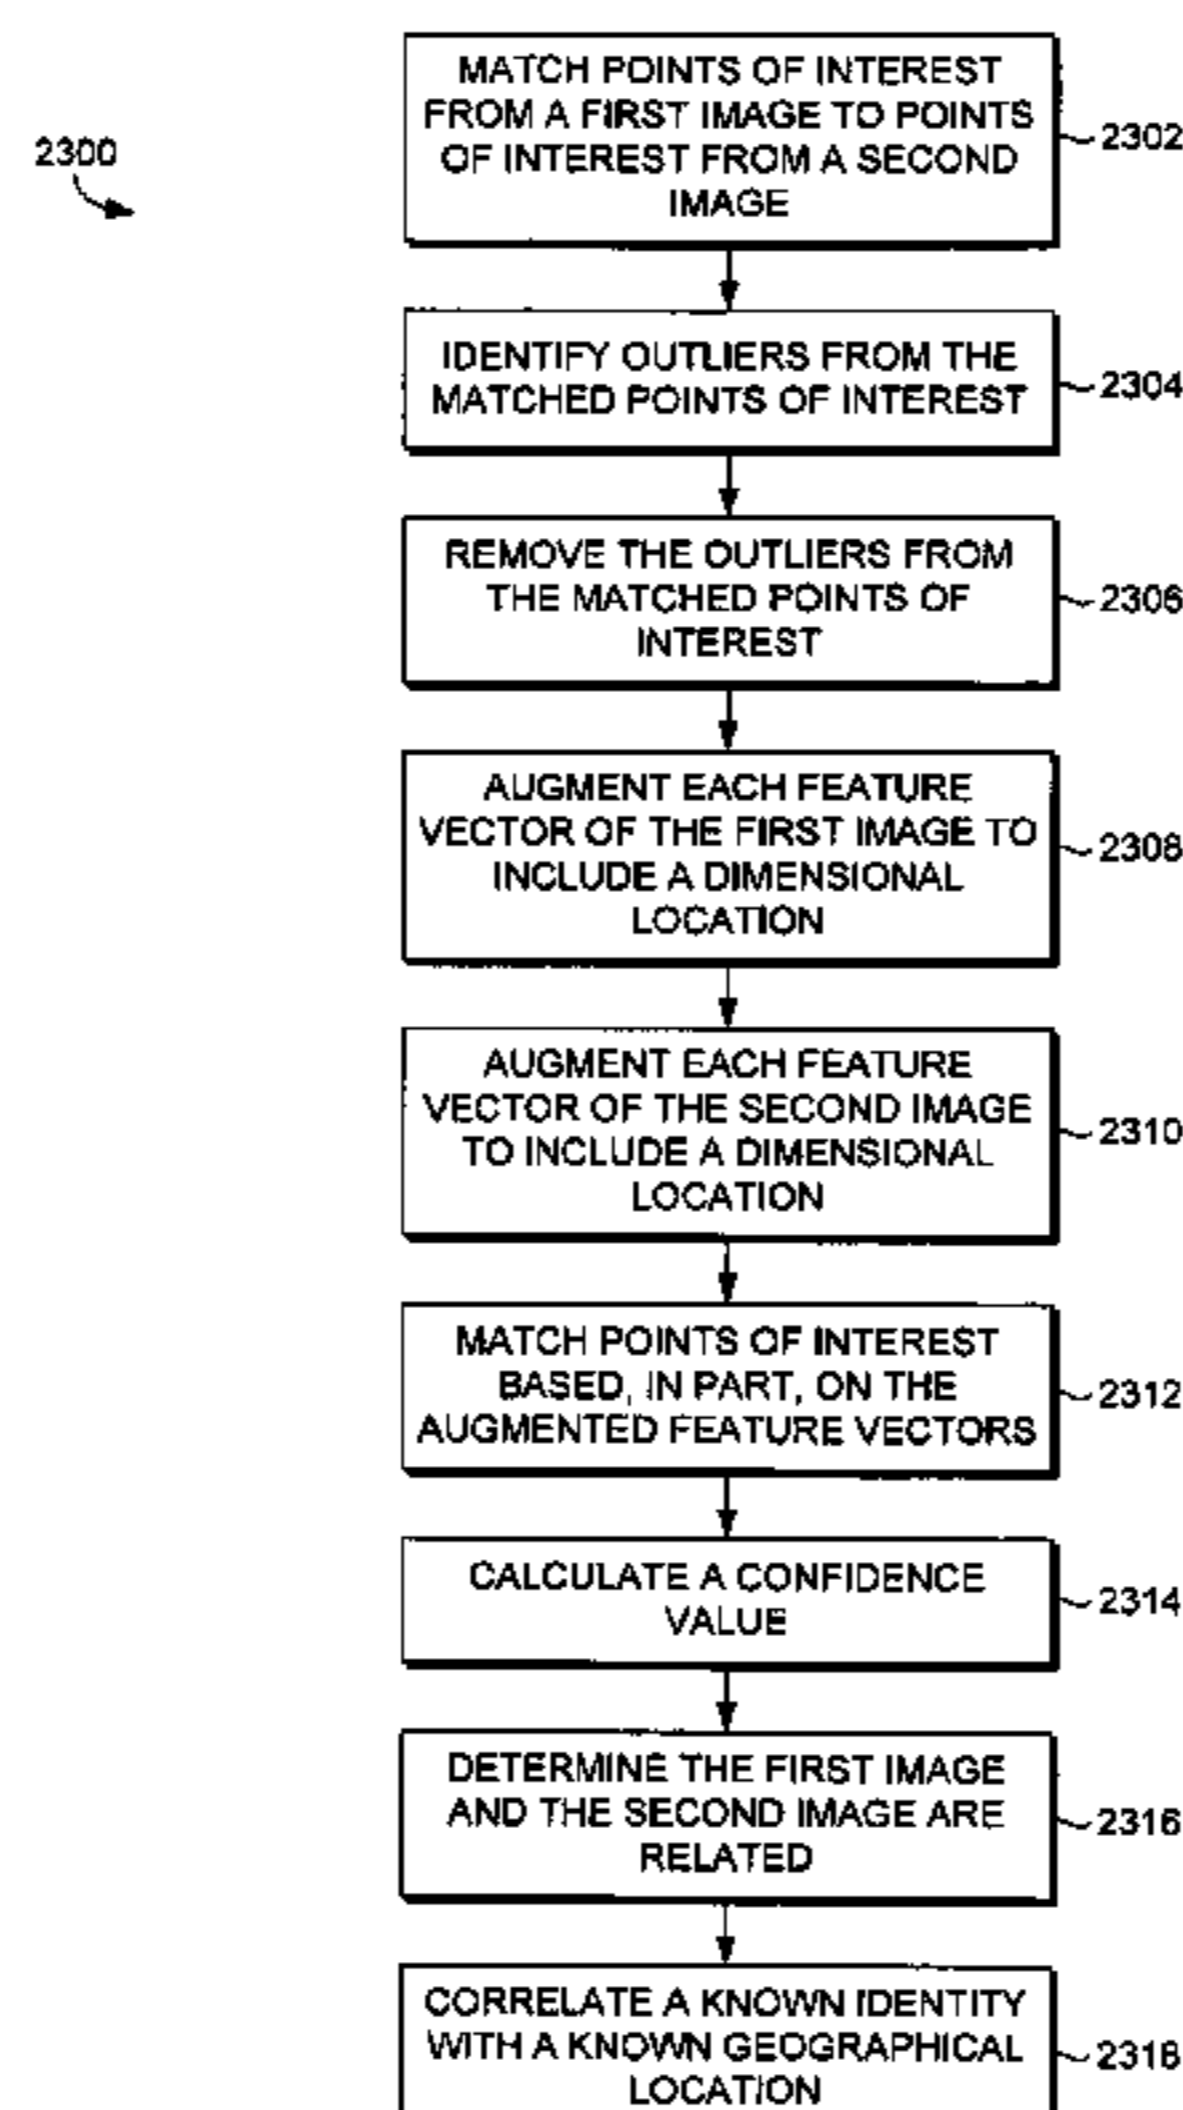 2300
MATCH POINTS OF INTEREST
FROM A FIRST IMAGE TO POINTS
OF INTEREST FROM A SECOND
IMAGE
2302
IDENTIFY OUTLIERS FROM THE
MATCHED POINTS OF INTEREST
2304
REMOVE THE OUTLIERS FROM
THE MATCHED POINTS OF
INTEREST
2306
AUGMENT EACH FEATURE
VECTOR OF THE FIRST IMAGE TO
INCLUDE A DIMENSIONAL
LOCATION
2308
AUGMENT EACH FEATURE
VECTOR OF THE SECOND IMAGE
TO INCLUDE A DIMENSIONAL
LOCATION
2310
MATCH POINTS OF INTEREST
BASED, IN PART, ON THE
AUGMENTED FEATURE VECTORS
2312
CALCULATE A CONFIDENCE
VALUE
2314
DETERMINE THE FIRST IMAGE
AND THE SECOND IMAGE ARE
RELATED
2316
CORRELATE A KNOWN IDENTITY
WITH A KNOWN GEOGRAPHICAL
LOCATION
2318